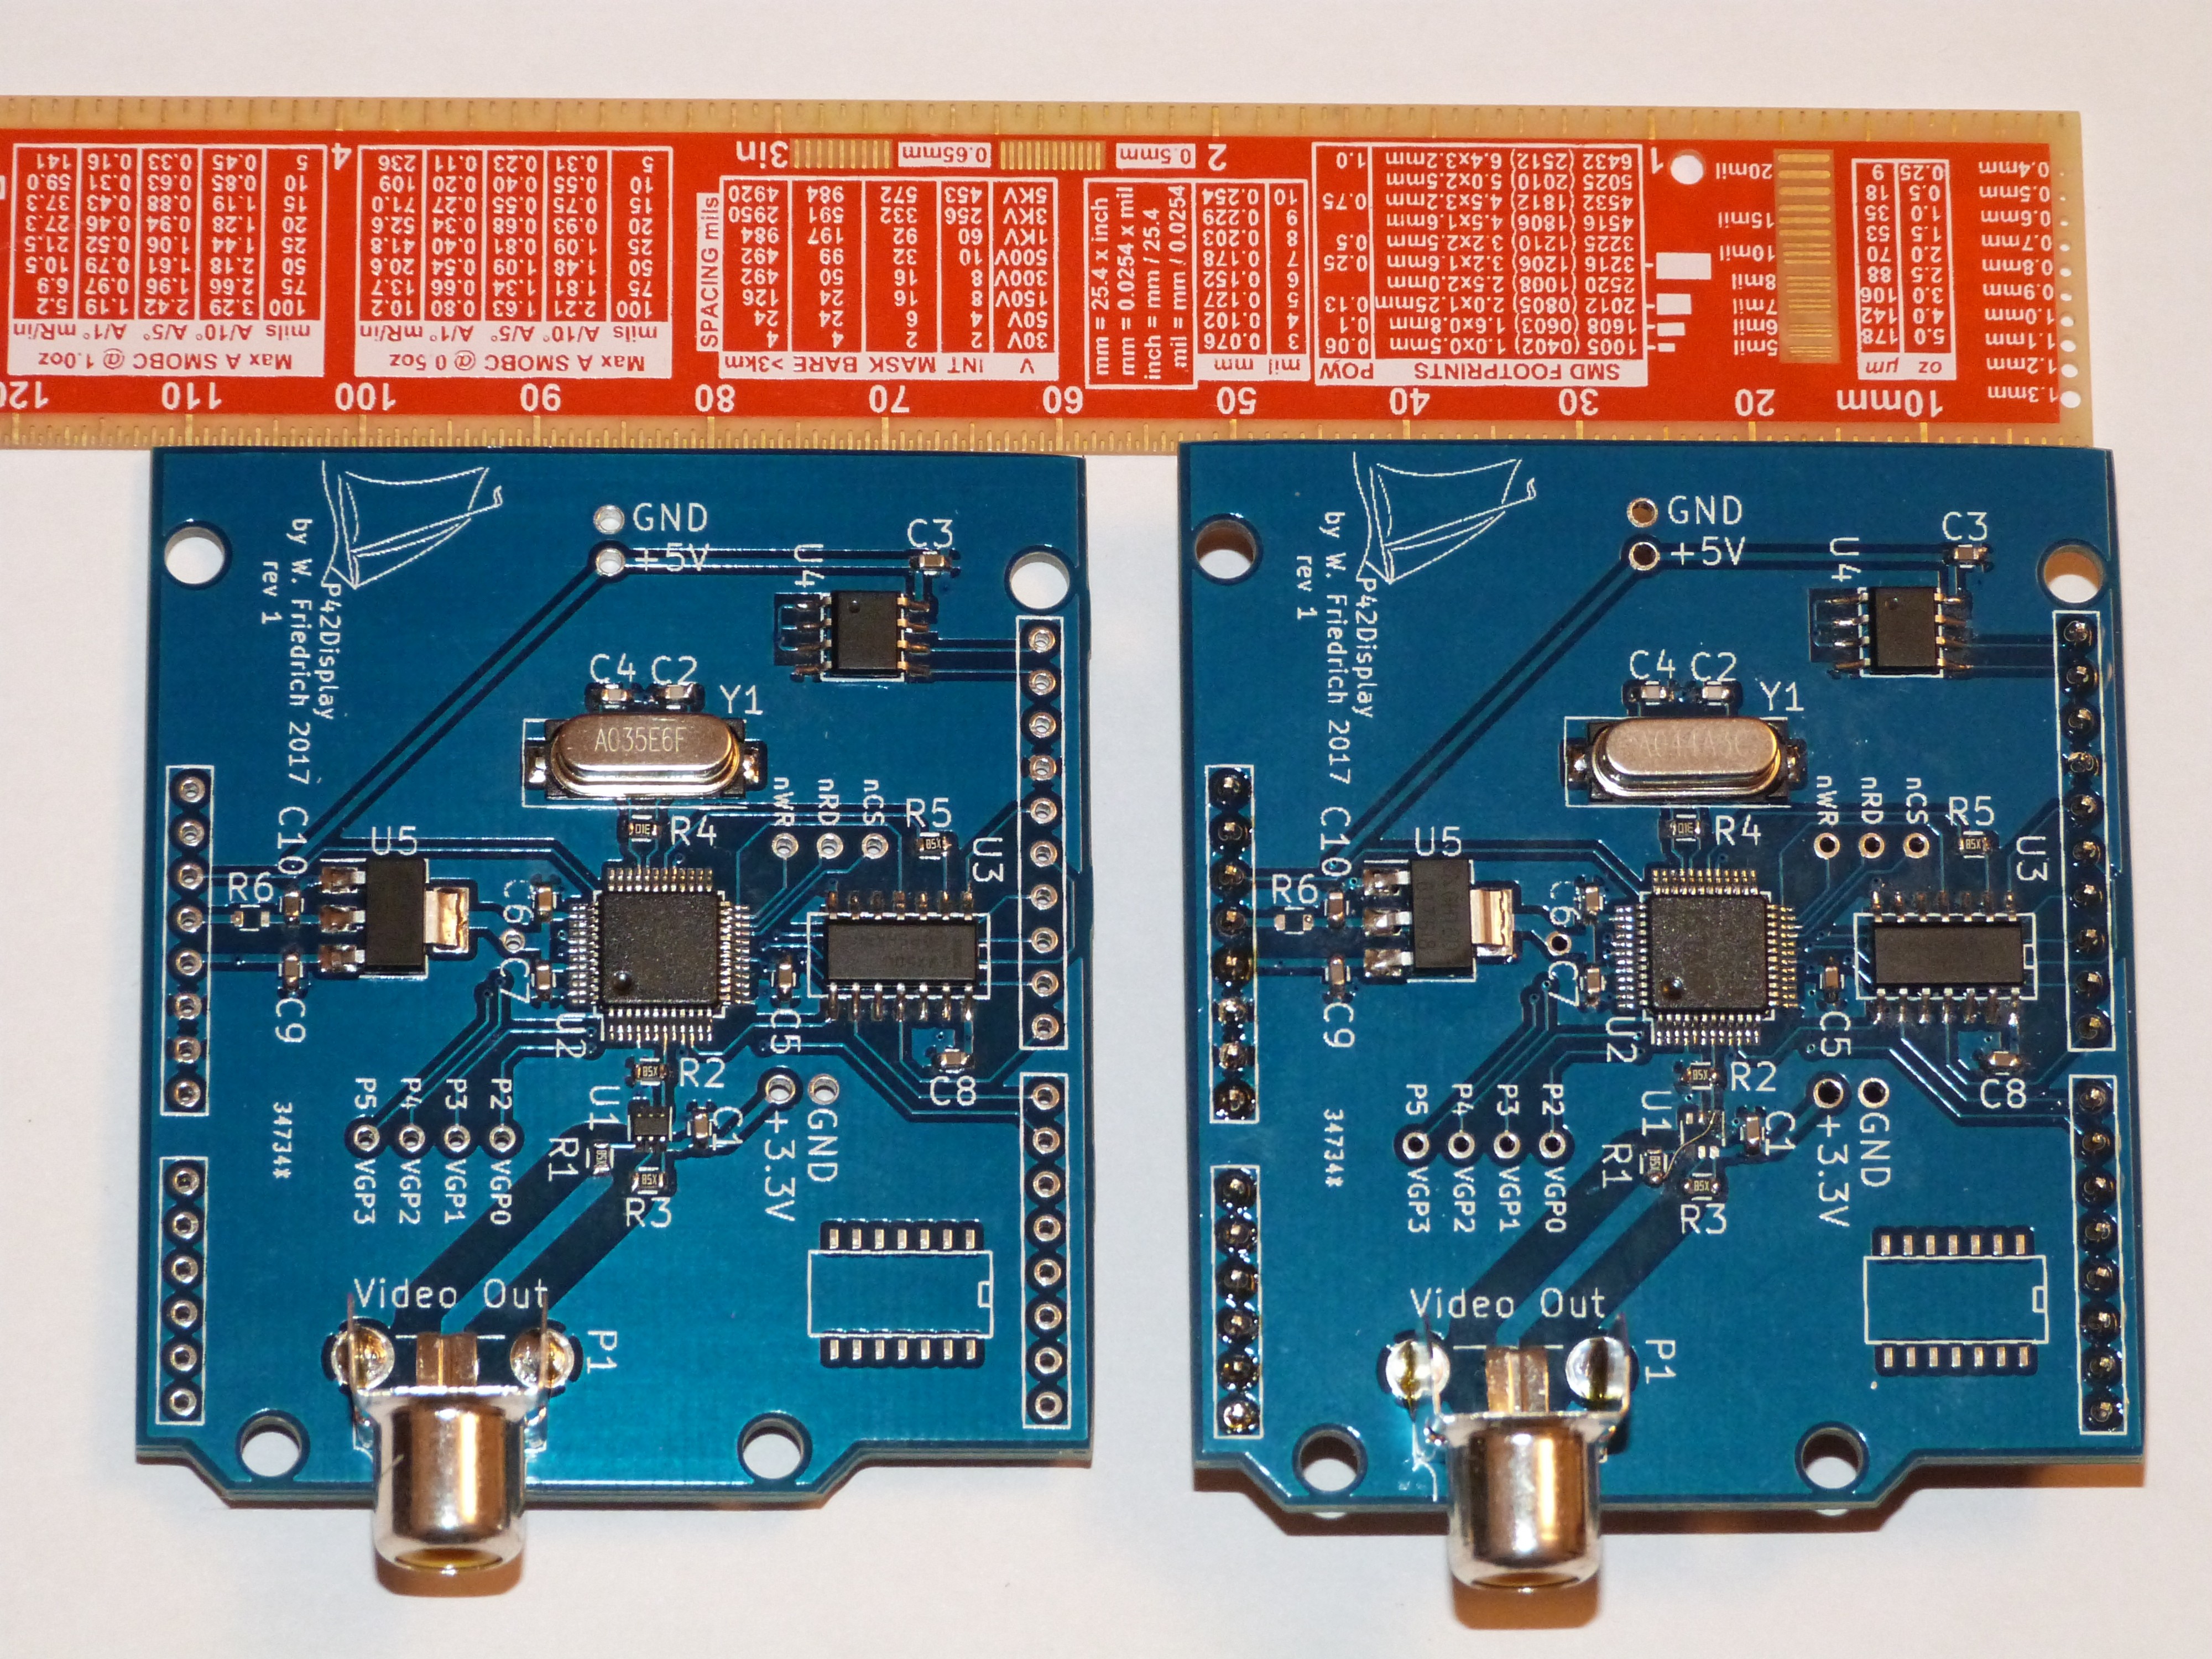 1.3mm
1.2mm
1.1mm
1.0mm
0.9mm
0.8mm
0.7mm
0.6mm
0.5mm
0.4mm
10mm 20 30 40 50 60 70 80 90 100 110 120
oz µm
5.0 178
4.0 142
3.0 106
2.5 88
2.0 70
1.5 53
1.0 35
0.5 18
0.25 9
5mil
6mil
7mil
8mil
10mil
15mil
20mil
SMD FOOTPRINTS POW
1005 (0402) 1.0x0.5mm 0.06
1608 (0603) 1.6x0.8mm 0.1
2012 (0805) 2.0x1.25mm 0.13
2520 (1008) 2.5x2.0mm
3216 (1206) 3.2x1.6mm 0.25
3225 (1210) 3.2x2.5mm 0.5
4516 (1806) 4.5x1.6mm
4532 (1812) 4.5x3.2mm 0.75
5025 (2010) 5.0x2.5mm
6432 (2512) 6.4x3.2mm 1.0
mil mm
3 0.076
4 0.102
5 0.127
6 0.152
7 0.178
8 0.203
9 0.229
10 0.254
mm = 25.4 x inch
mm = 0.0254 x mil
inch = mm / 25.4
mil = mm / 0.0254
V INT MASK BARE >3km
30V 2 2 4 4
50V 4 6 24 24
150V 8 16 24 126
300V 8 16 50 492
500V 10 32 99 492
1KV 60 92 197 984
3KV 256 332 591 2950
5KV 453 572 984 4920
SPACING mils
Max A SMOBC @ 0.5oz
mils A/10° A/5° A/1° mR/in
100 2.21 1.63 0.80 10.2
75 1.81 1.34 0.66 13.7
50 1.48 1.09 0.54 20.6
25 1.09 0.81 0.40 41.8
20 0.93 0.68 0.34 52.6
15 0.75 0.55 0.27 71.0
10 0.55 0.40 0.20 109
5 0.31 0.23 0.11 236
Max A SMOBC @ 1.0oz
mils A/10° A/5° A/1° mR/in
100 3.29 2.42 1.19 5.2
75 2.66 1.96 0.97 6.9
50 2.18 1.61 0.79 10.5
25 1.44 1.06 0.52 21.5
20 1.28 0.94 0.46 27.3
15 1.19 0.88 0.43 37.3
10 0.85 0.63 0.31 59.0
5 0.45 0.33 0.16 141
1 2 0.5mm 0.65mm 3in 4
P42Display
by W. Friedrich 2017
rev 1
GND
+5V
C3
U4
C4 C2
Y1
A035E6F
nWR nRD nCS
R4
R5
U3
C10
U5
R6
C6
C7
C9
U2
C5
C8
R2
U1
C1
R1
R3
+3.3V
GND
P5 P4 P3 P2
VGP3 VGP2 VGP1 VGP0
34734*
Video Out
P1
P42Display
by W. Friedrich 2017
rev 1
GND
+5V
C3
U4
C4 C2
Y1
nWR nRD nCS
R4
R5
U3
C10
U5
R6
C6
C7
C9
U2
C5
C8
R2
U1
C1
R1
R3
+3.3V
GND
P5 P4 P3 P2
VGP3 VGP2 VGP1 VGP0
34734*
Video Out
P1